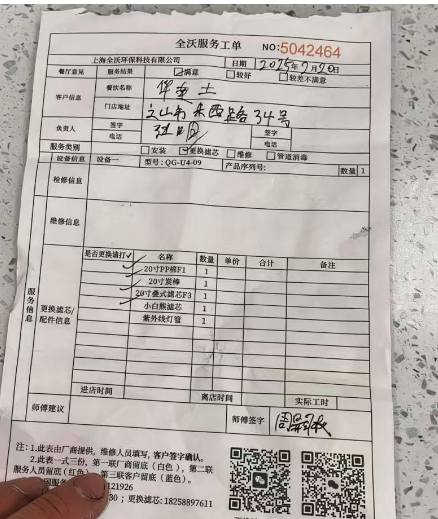 全沃服务工单 NO:5042464
上海全沃环保科技有限公司 日期 2025年7月20日
餐厅意见 服务结果 ☑满意 □较好 □较差不满意
客户信息 餐饮名称 华莱士
门店地址 文山市东西路34号
负责人 签字 签字
电话 电话
服务类别 □安装 ☑更换滤芯 □维修 □管道消毒
设备信息 设备一 型号:QG-U4-09 产品序列号: 数量 1
检修信息
维修信息
服务信息
更换滤芯/配件信息
是否更换请打✓ 名称 数量 单价 合计 备注
✓ 20寸PP棉F1 1
✓ 20寸炭棒 1
✓ 20寸叠式滤芯F3 1
小白熊滤芯 1
紫外线灯管 1
进店时间 离店时间 实际工时
师傅建议 师傅签字
注:1.此表由厂商提供,维修人员填写,客户签字确认。
2.此表一式三份,第一联厂商留底(白色),第二联
服务人员留底(红色),第三联客户留底(蓝色)。
121926
30;更换滤芯:18258897611